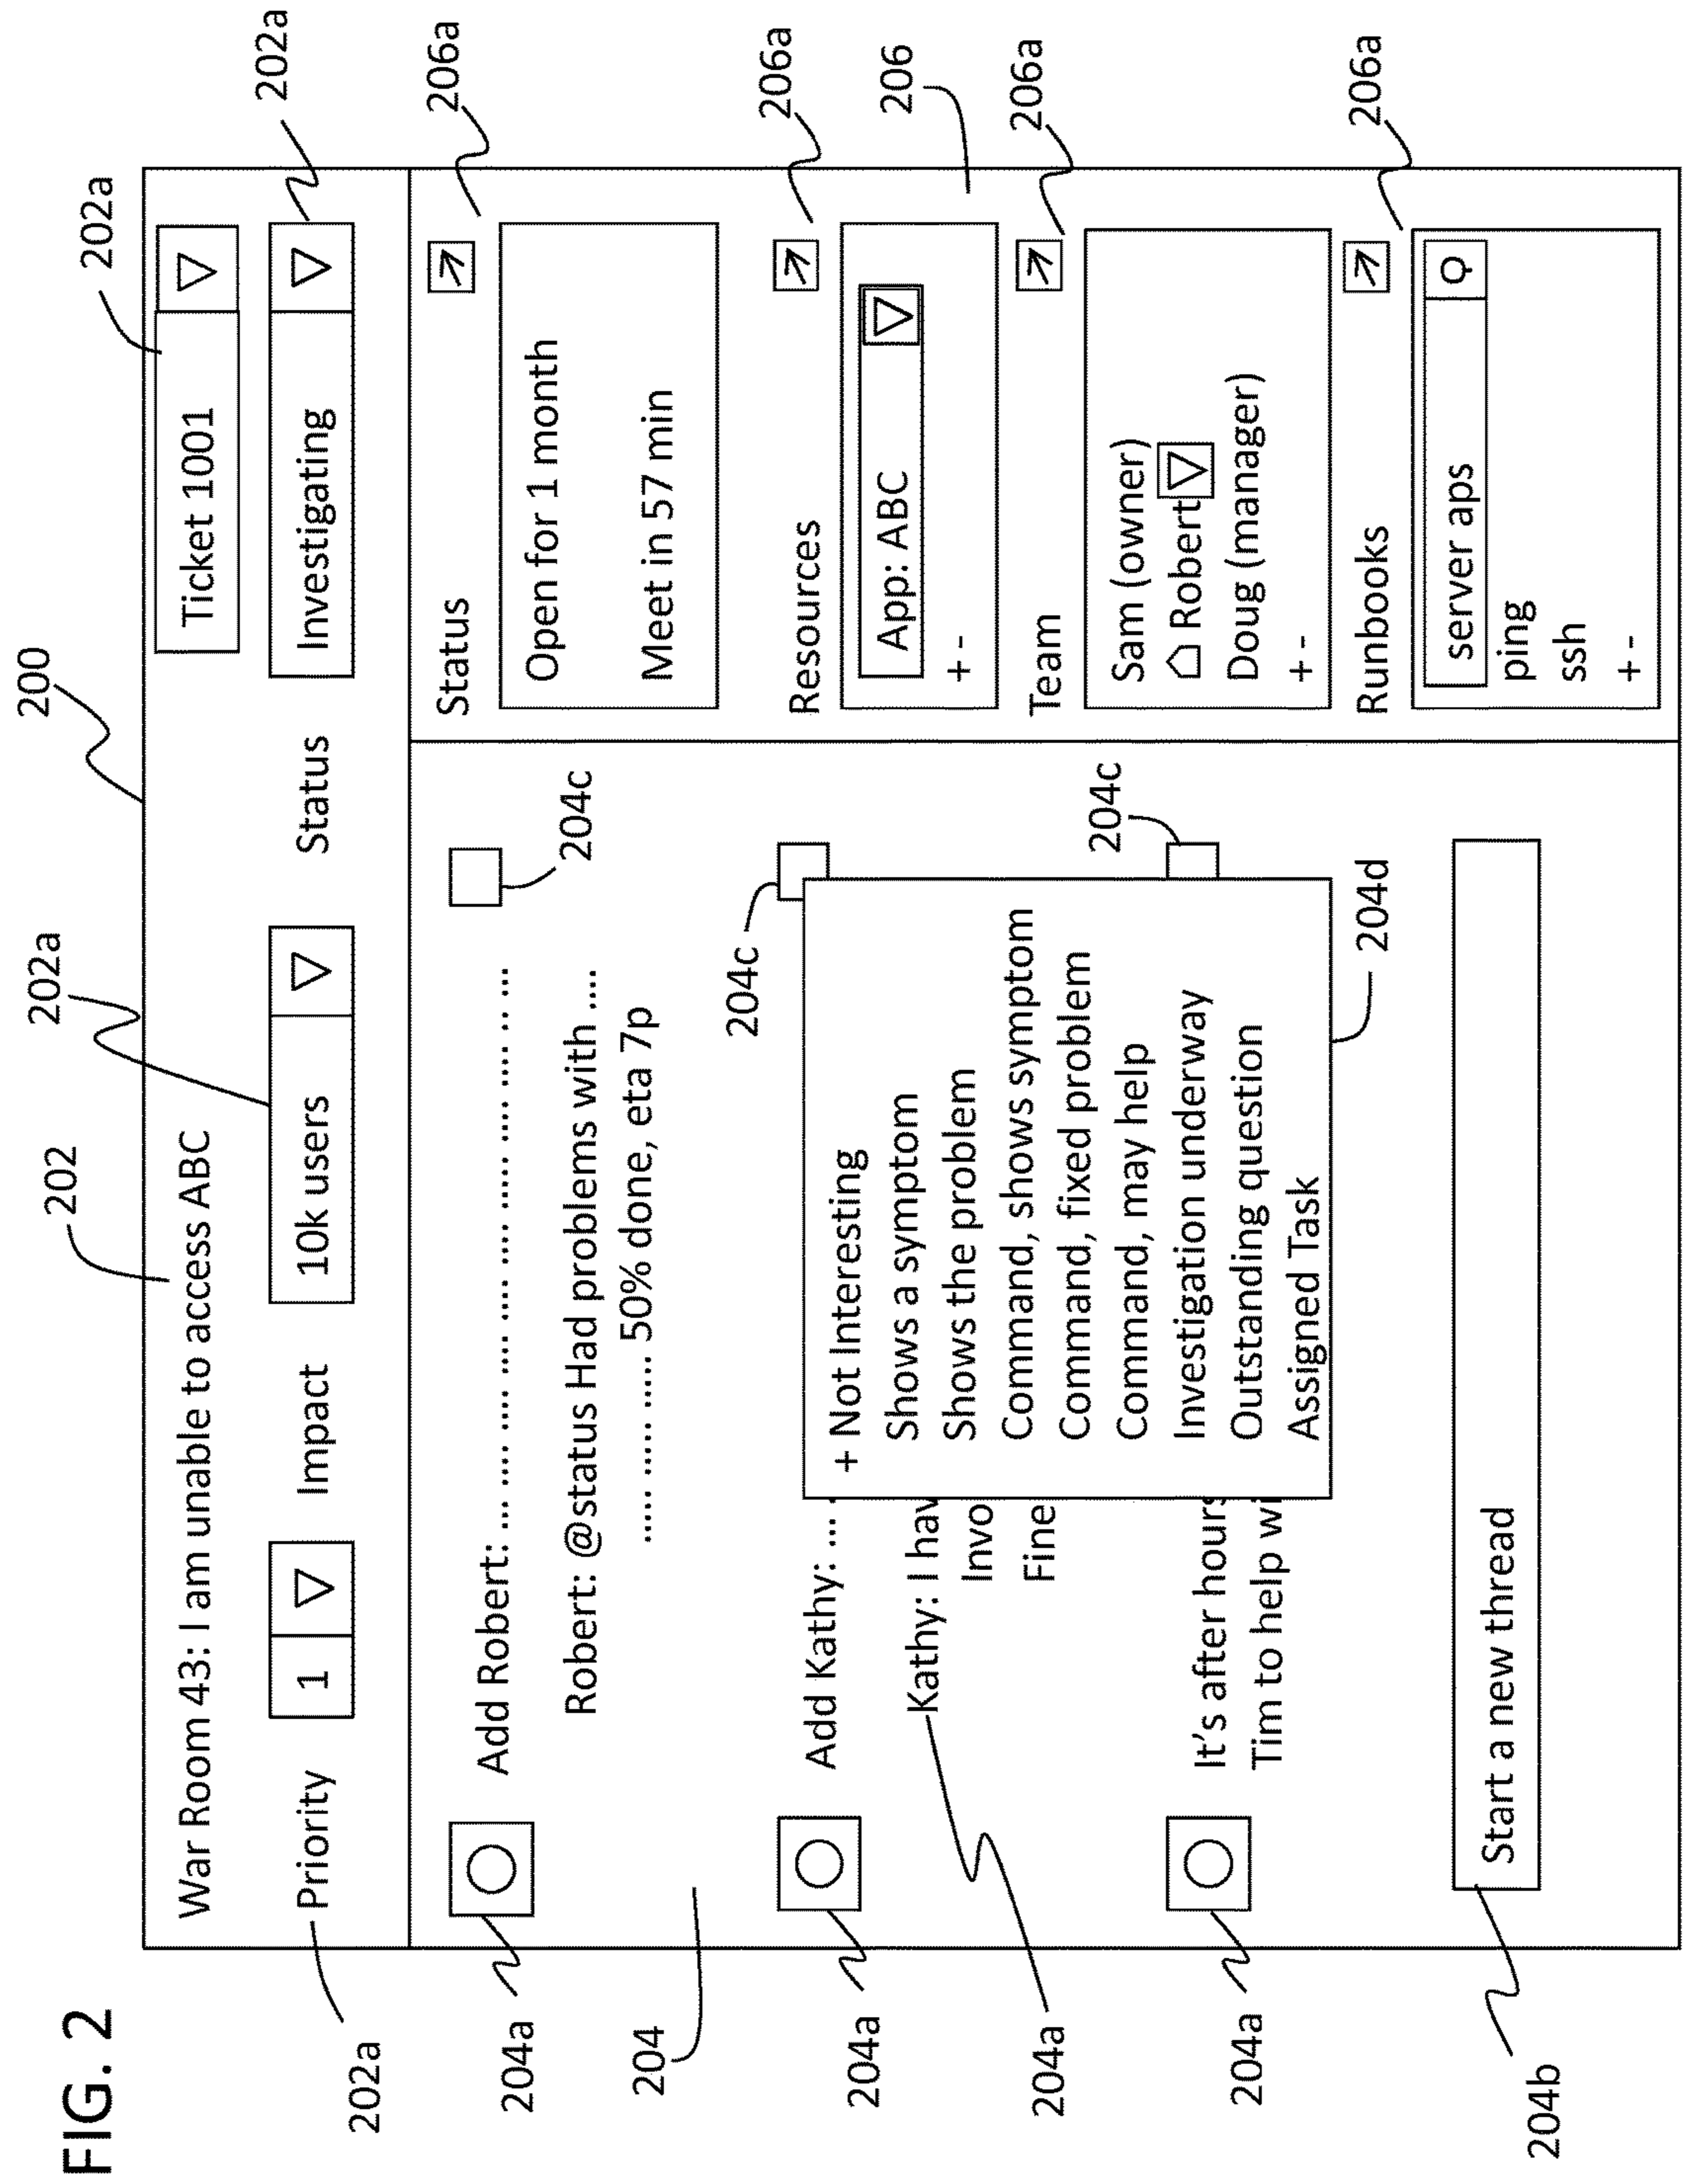 FIG. 2
200
202
202a
202a
202a
202a
War Room 43: I am unable to access ABC
Ticket 1001
Priority 1 Impact 10k users Status Investigating
204a
Add Robert: ... .... .... ..... ..... ..... .... .. ...
204c
Robert: @status Had problems with ....
..... ..... ..... 50% done, eta 7p
204
204a
Add Kathy: ...
204c
Kathy: I hav
Invo
Fine
204a
204a
It's after hours
Tim to help wi
204c
+ Not Interesting
Shows a symptom
Shows the problem
Command, shows symptom
Command, fixed problem
Command, may help
Investigation underway
Outstanding question
Assigned Task
204d
Start a new thread
204b
Status
206a
Open for 1 month
Meet in 57 min
Resources
206a
App: ABC
+ -
206
Team
206a
Sam (owner)
Robert
Doug (manager)
+ -
Runbooks
206a
server aps
ping
ssh
+ -